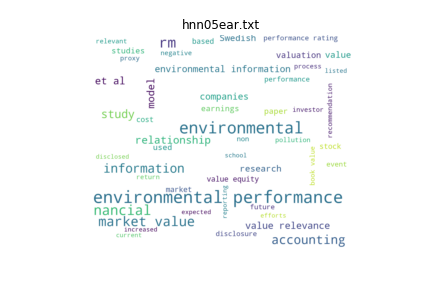 hnn05ear.txt
relevant
rm
based
Swedish
performance rating
studies
negative
valuation
value
proxy
environmental information
process
listed
et al
model
performance
companies
recommendation
study
cost
earnings
paper
investor
environmental
relationship
non
pollution
used
stock
disclosed
school
information
research
book value
event
return
value equity
market
environmental performance
nancial
expected
reporting
future
market value
efforts
value relevance
increased
current
disclosure
accounting